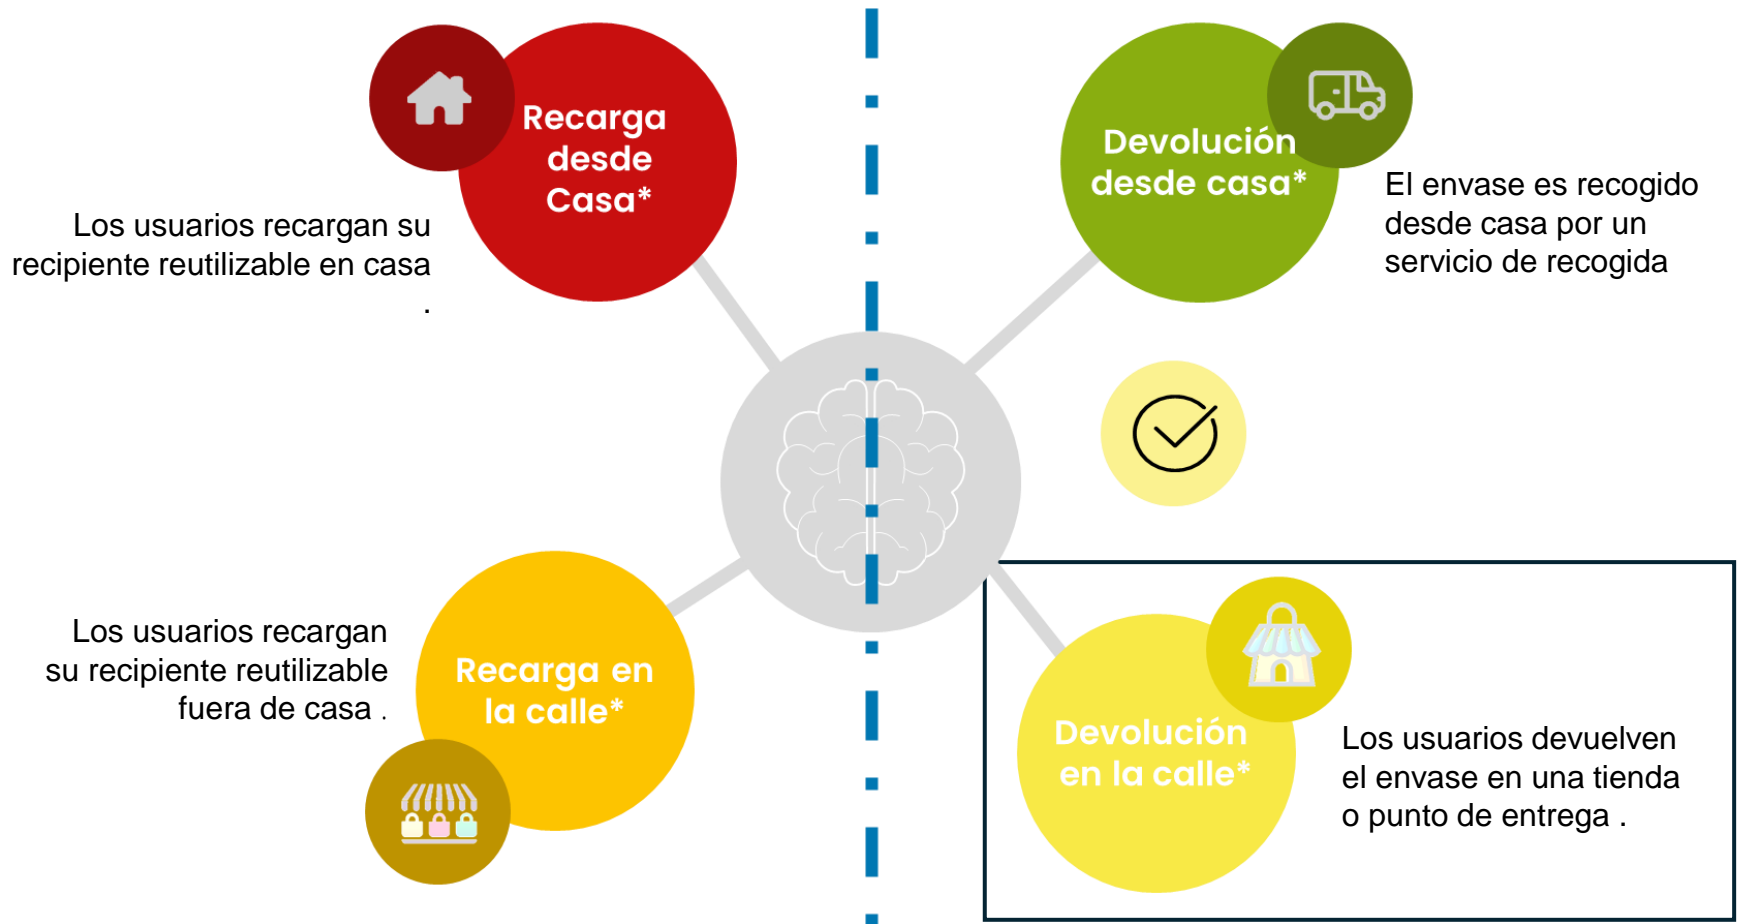 Recarga
desde
Casa*
Los usuarios recargan su
recipiente reutilizable en casa
.
Devolución
desde casa*
El envase es recogido
desde casa por un
servicio de recogida
Recarga en
la calle*
Los usuarios recargan
su recipiente reutilizable
fuera de casa .
Devolución
en la calle*
Los usuarios devuelven
el envase en una tienda
o punto de entrega .